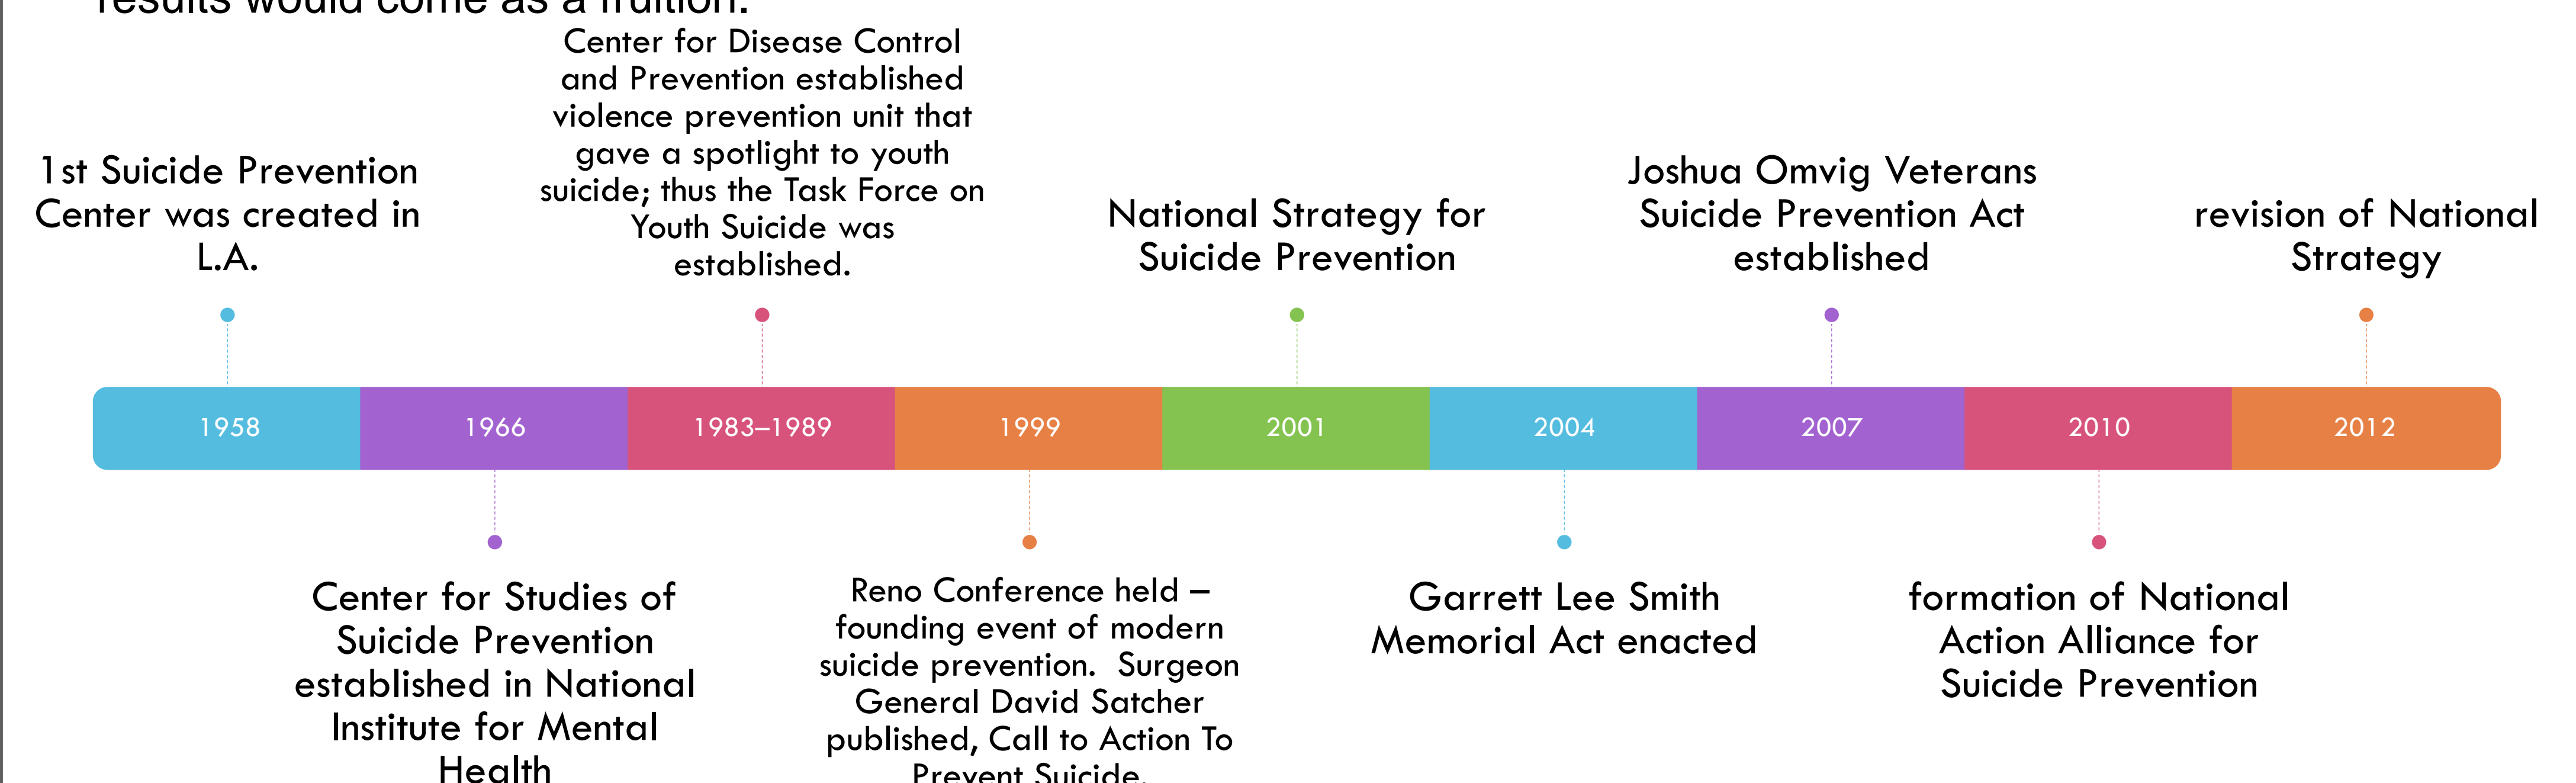 results would come as a fruition.
Center for Disease Control
and Prevention established
violence prevention unit that
gave a spotlight to youth
suicide; thus the Task Force on
Youth Suicide was
established.
1st Suicide Prevention
Center was created in
L.A.
National Strategy for
Suicide Prevention
Joshua Omvig Veterans
Suicide Prevention Act
established
revision of National
Strategy
1958
1966
1983–1989
1999
2001
2004
2007
2010
2012
Center for Studies of
Suicide Prevention
established in National
Institute for Mental
Health
Reno Conference held –
founding event of modern
suicide prevention.  Surgeon
General David Satcher
published, Call to Action To
Prevent Suicide.
Garrett Lee Smith
Memorial Act enacted
formation of National
Action Alliance for
Suicide Prevention